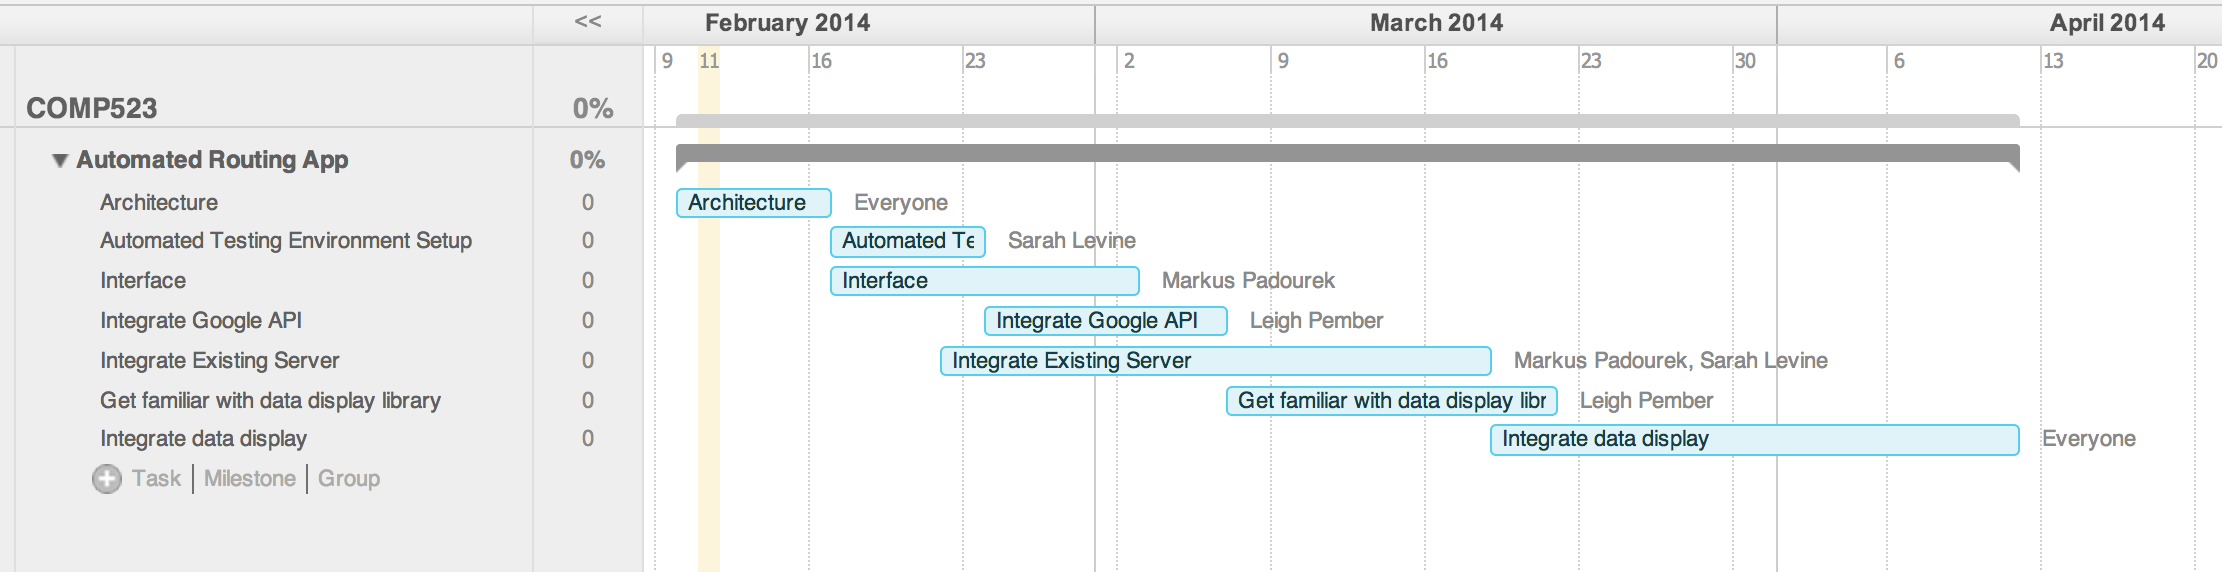 << February 2014 March 2014 April 2014
9 11 16 23 2 9 16 23 30 6 13 20
COMP523 0%
Automated Routing App 0%
Architecture 0 Architecture Everyone
Automated Testing Environment Setup 0 Automated Te Sarah Levine
Interface 0 Interface Markus Padourek
Integrate Google API 0 Integrate Google API Leigh Pember
Integrate Existing Server 0 Integrate Existing Server Markus Padourek, Sarah Levine
Get familiar with data display library 0 Get familiar with data display libr Leigh Pember
Integrate data display 0 Integrate data display Everyone
Task | Milestone | Group